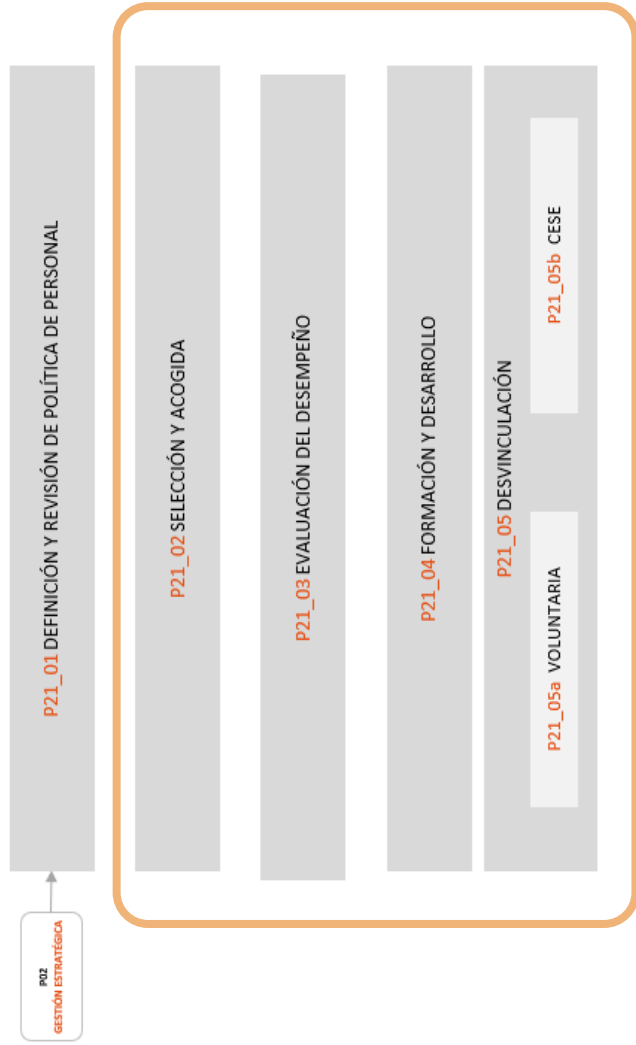 P02
GESTIÓN ESTRATÉGICA
P21_01 DEFINICIÓN Y REVISIÓN DE POLÍTICA DE PERSONAL
P21_02 SELECCIÓN Y ACOGIDA
P21_03 EVALUACIÓN DEL DESEMPEÑO
P21_04 FORMACIÓN Y DESARROLLO
P21_05 DESVINCULACIÓN
P21_05a VOLUNTARIA
P21_05b CESE